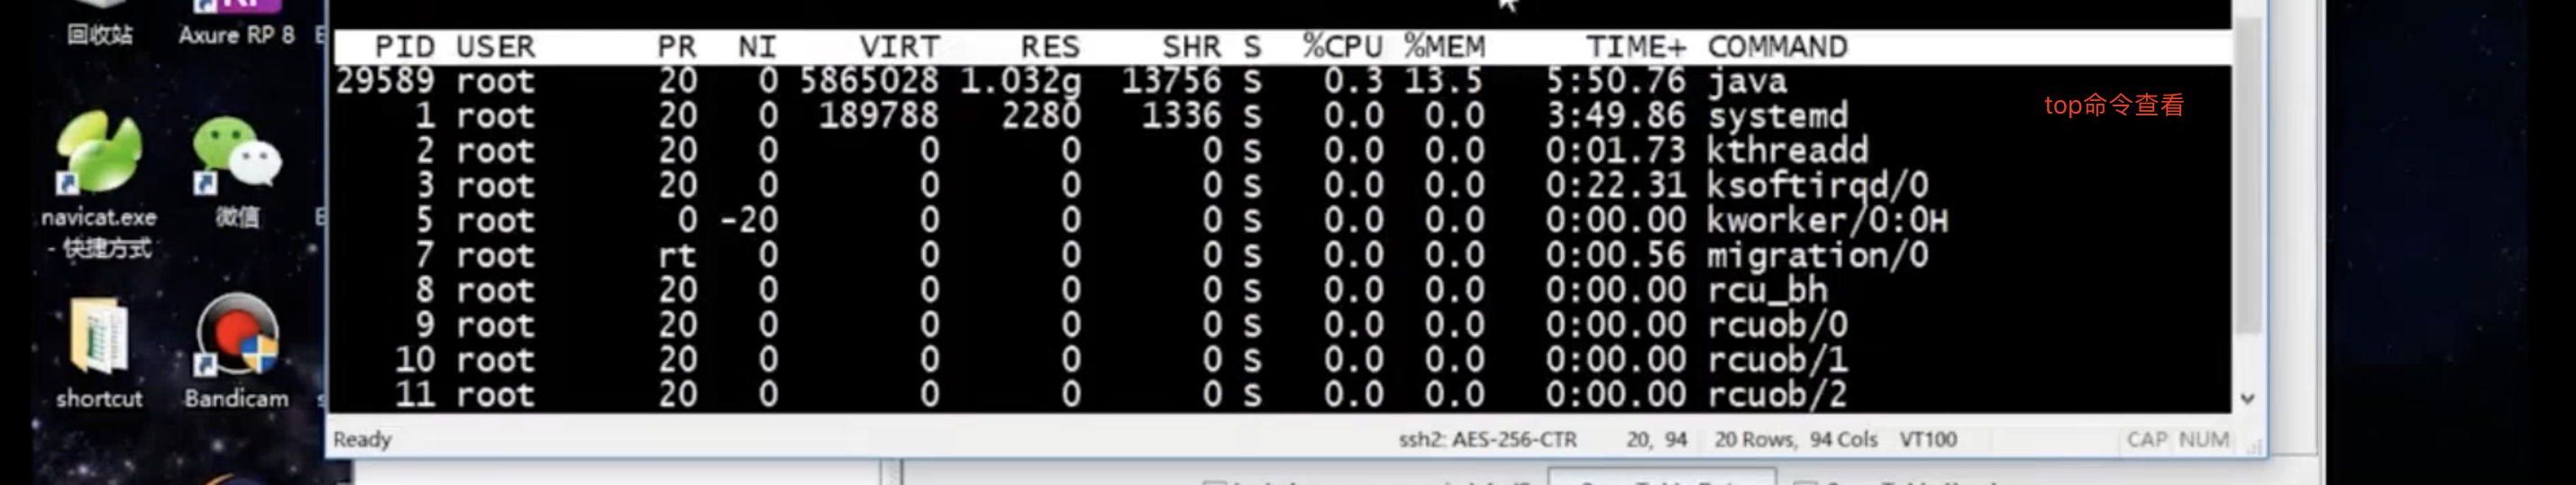 回收站
Axure RP 8
PID USER PR NI VIRT RES SHR S %CPU %MEM TIME+ COMMAND
29589 root 20 0 5865028 1.032g 13756 S 0.3 13.5 5:50.76 java
1 root 20 0 189788 2280 1336 S 0.0 0.0 3:49.86 systemd
top命令查看
2 root 20 0 0 0 0 S 0.0 0.0 0:01.73 kthreadd
3 root 20 0 0 0 0 S 0.0 0.0 0:22.31 ksoftirqd/0
5 root 0 -20 0 0 0 S 0.0 0.0 0:00.00 kworker/0:0H
7 root rt 0 0 0 0 S 0.0 0.0 0:00.56 migration/0
8 root 20 0 0 0 0 S 0.0 0.0 0:00.00 rcu_bh
9 root 20 0 0 0 0 S 0.0 0.0 0:00.00 rcuob/0
10 root 20 0 0 0 0 S 0.0 0.0 0:00.00 rcuob/1
11 root 20 0 0 0 0 S 0.0 0.0 0:00.00 rcuob/2
navicat.exe
- 快捷方式
微信
shortcut
Bandicam
Ready ssh2: AES-256-CTR 20, 94 20 Rows, 94 Cols VT100 CAP NUM